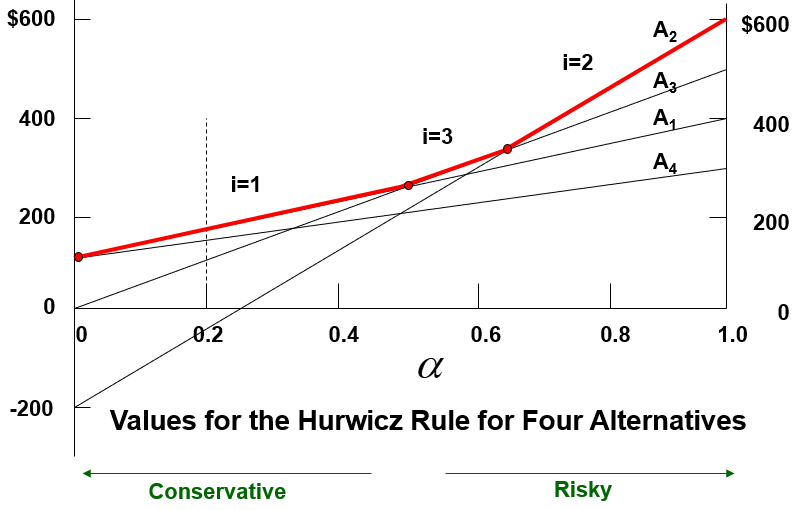 $600
400
200
0
-200
$600
400
200
0
A2
A3
A1
A4
i=1
i=3
i=2
0
0.2
0.4
0.6
0.8
1.0
α
Values for the Hurwicz Rule for Four Alternatives
Conservative
Risky